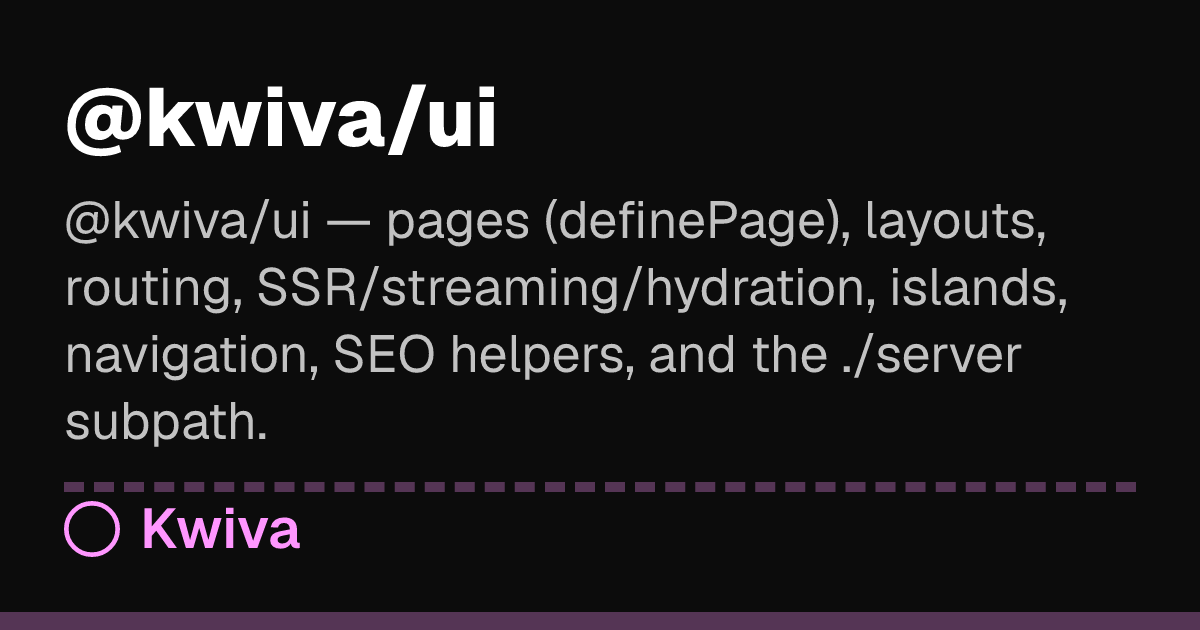 @kwiva/ui
@kwiva/ui — pages (definePage), layouts,
routing, SSR/streaming/hydration, islands,
navigation, SEO helpers, and the ./server
subpath.
Kwiva